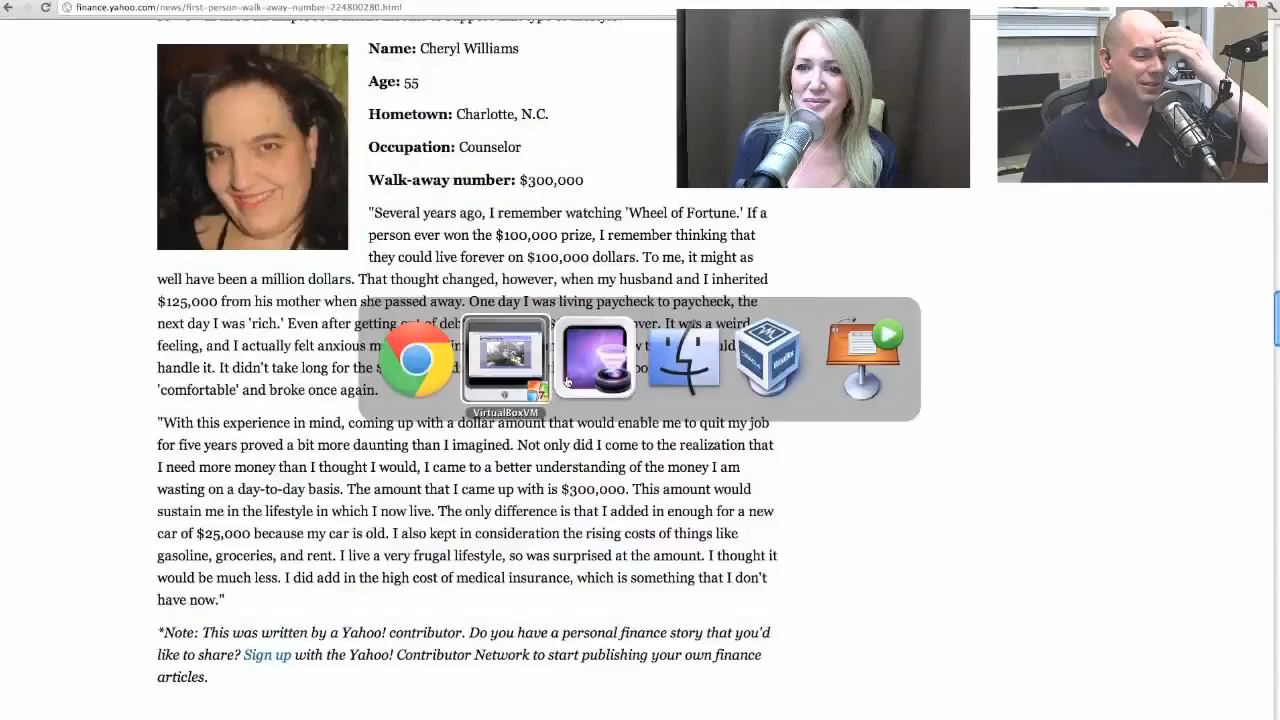 finance.yahoo.com/news/first-person-walk-away-number-224800280.html
Name: Cheryl Williams
Age: 55
Hometown: Charlotte, N.C.
Occupation: Counselor
Walk-away number: $300,000
"Several years ago, I remember watching 'Wheel of Fortune.' If a
person ever won the $100,000 prize, I remember thinking that
they could live forever on $100,000 dollars. To me, it might as
well have been a million dollars. That thought changed, however, when my husband and I inherited
$125,000 from his mother when she passed away. One day I was living paycheck to paycheck, the
next day I was 'rich.' Even after getting out of
over. It was a weird
feeling, and I actually felt anxious
handle it. It didn't take long for the
'comfortable' and broke once again.
VirtualBoxVM
"With this experience in mind, coming up with a dollar amount that would enable me to quit my job
for five years proved a bit more daunting than I imagined. Not only did I come to the realization that
I need more money than I thought I would, I came to a better understanding of the money I am
wasting on a day-to-day basis. The amount that I came up with is $300,000. This amount would
sustain me in the lifestyle in which I now live. The only difference is that I added in enough for a new
car of $25,000 because my car is old. I also kept in consideration the rising costs of things like
gasoline, groceries, and rent. I live a very frugal lifestyle, so was surprised at the amount. I thought it
would be much less. I did add in the high cost of medical insurance, which is something that I don't
have now."
*Note: This was written by a Yahoo! contributor. Do you have a personal finance story that you'd
like to share? Sign up with the Yahoo! Contributor Network to start publishing your own finance
articles.